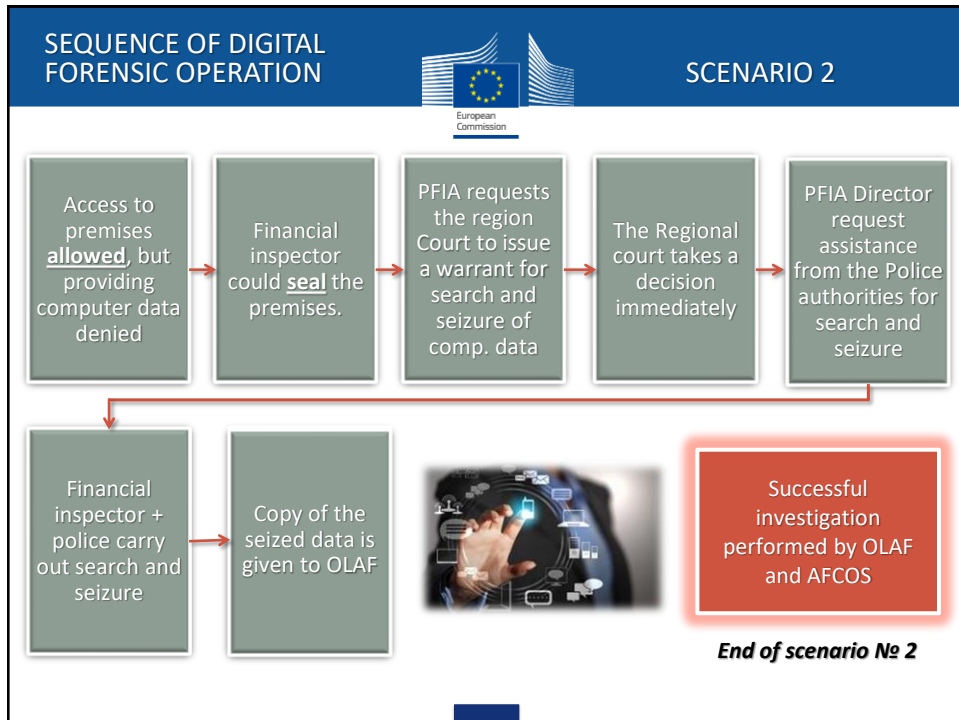 SEQUENCE OF DIGITAL
FORENSIC OPERATION
European
Commission
SCENARIO 2
Access to
premises
allowed, but
providing
computer data
denied
Financial
inspector
could seal the
premises.
PFIA requests
the region
Court to issue
a warrant for
search and
seizure of
comp. data
The Regional
court takes a
decision
immediately
PFIA Director
request
assistance
from the Police
authorities for
search and
seizure
Financial
inspector +
police carry
out search and
seizure
Copy of the
seized data is
given to OLAF
Successful
investigation
performed by OLAF
and AFCOS
End of scenario № 2